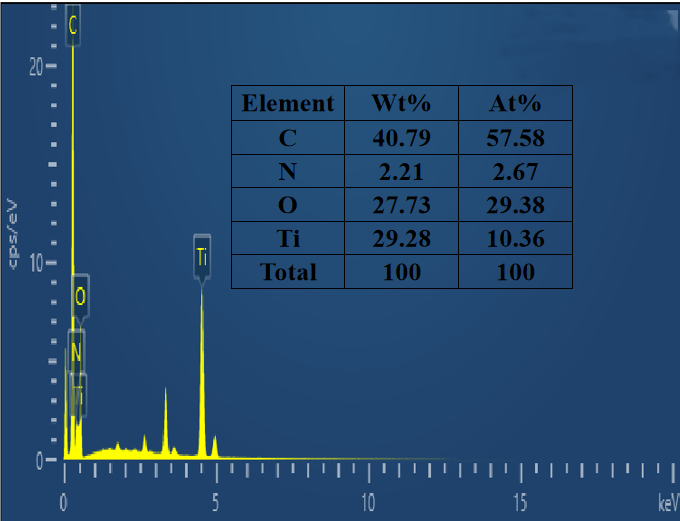 C
20
Element Wt% At%
C 40.79 57.58
N 2.21 2.67
O 27.73 29.38
Ti 29.28 10.36
Total 100 100
cps/eV
Ti
10
O
N
Ti
0
0 5 10 15 keV